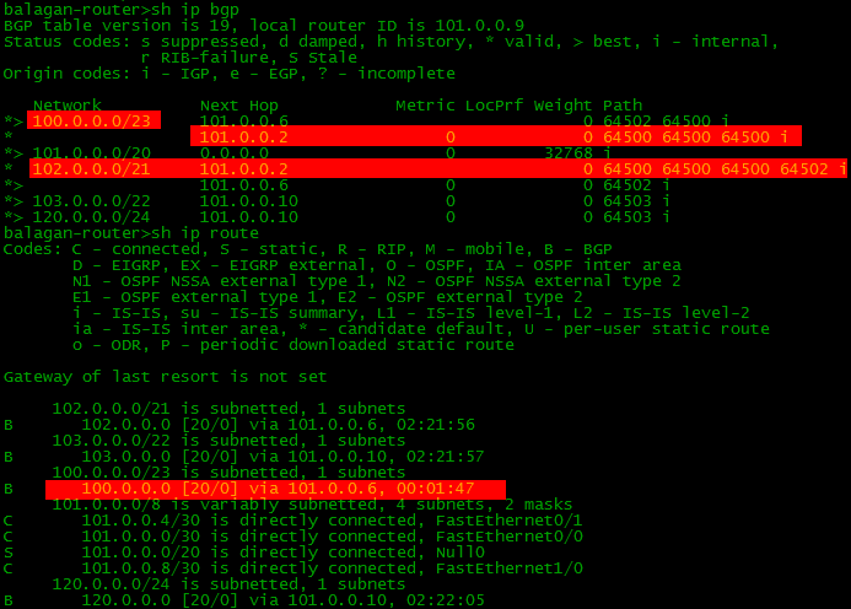 balagan-router>sh ip bgp
BGP table version is 19, local router ID is 101.0.0.9
Status codes: s suppressed, d damped, h history, * valid, > best, i - internal,
              r RIB-failure, S Stale
Origin codes: i - IGP, e - EGP, ? - incomplete
   Network          Next Hop            Metric LocPrf Weight Path
*> 100.0.0.0/23     101.0.0.6                              0 64502 64500 i
*                   101.0.0.2                0             0 64500 64500 64500 i
*> 101.0.0.0/20     0.0.0.0                  0         32768 i
*  102.0.0.0/21     101.0.0.2                0             0 64500 64500 64500 64502 i
*>                  101.0.0.6                0             0 64502 i
*> 103.0.0.0/22     101.0.0.10               0             0 64503 i
*> 120.0.0.0/24     101.0.0.10               0             0 64503 i
balagan-router>sh ip route
Codes: C - connected, S - static, R - RIP, M - mobile, B - BGP
       D - EIGRP, EX - EIGRP external, O - OSPF, IA - OSPF inter area
       N1 - OSPF NSSA external type 1, N2 - OSPF NSSA external type 2
       E1 - OSPF external type 1, E2 - OSPF external type 2
       i - IS-IS, su - IS-IS summary, L1 - IS-IS level-1, L2 - IS-IS level-2
       ia - IS-IS inter area, * - candidate default, U - per-user static route
       o - ODR, P - periodic downloaded static route
Gateway of last resort is not set
     102.0.0.0/21 is subnetted, 1 subnets
B       102.0.0.0 [20/0] via 101.0.0.6, 02:21:56
     103.0.0.0/22 is subnetted, 1 subnets
B       103.0.0.0 [20/0] via 101.0.0.10, 02:21:57
     100.0.0.0/23 is subnetted, 1 subnets
B       100.0.0.0 [20/0] via 101.0.0.6, 00:01:47
     101.0.0.0/8 is variably subnetted, 4 subnets, 2 masks
C       101.0.0.4/30 is directly connected, FastEthernet0/1
C       101.0.0.0/30 is directly connected, FastEthernet0/0
S       101.0.0.0/20 is directly connected, Null0
C       101.0.0.8/30 is directly connected, FastEthernet1/0
     120.0.0.0/24 is subnetted, 1 subnets
B       120.0.0.0 [20/0] via 101.0.0.10, 02:22:05